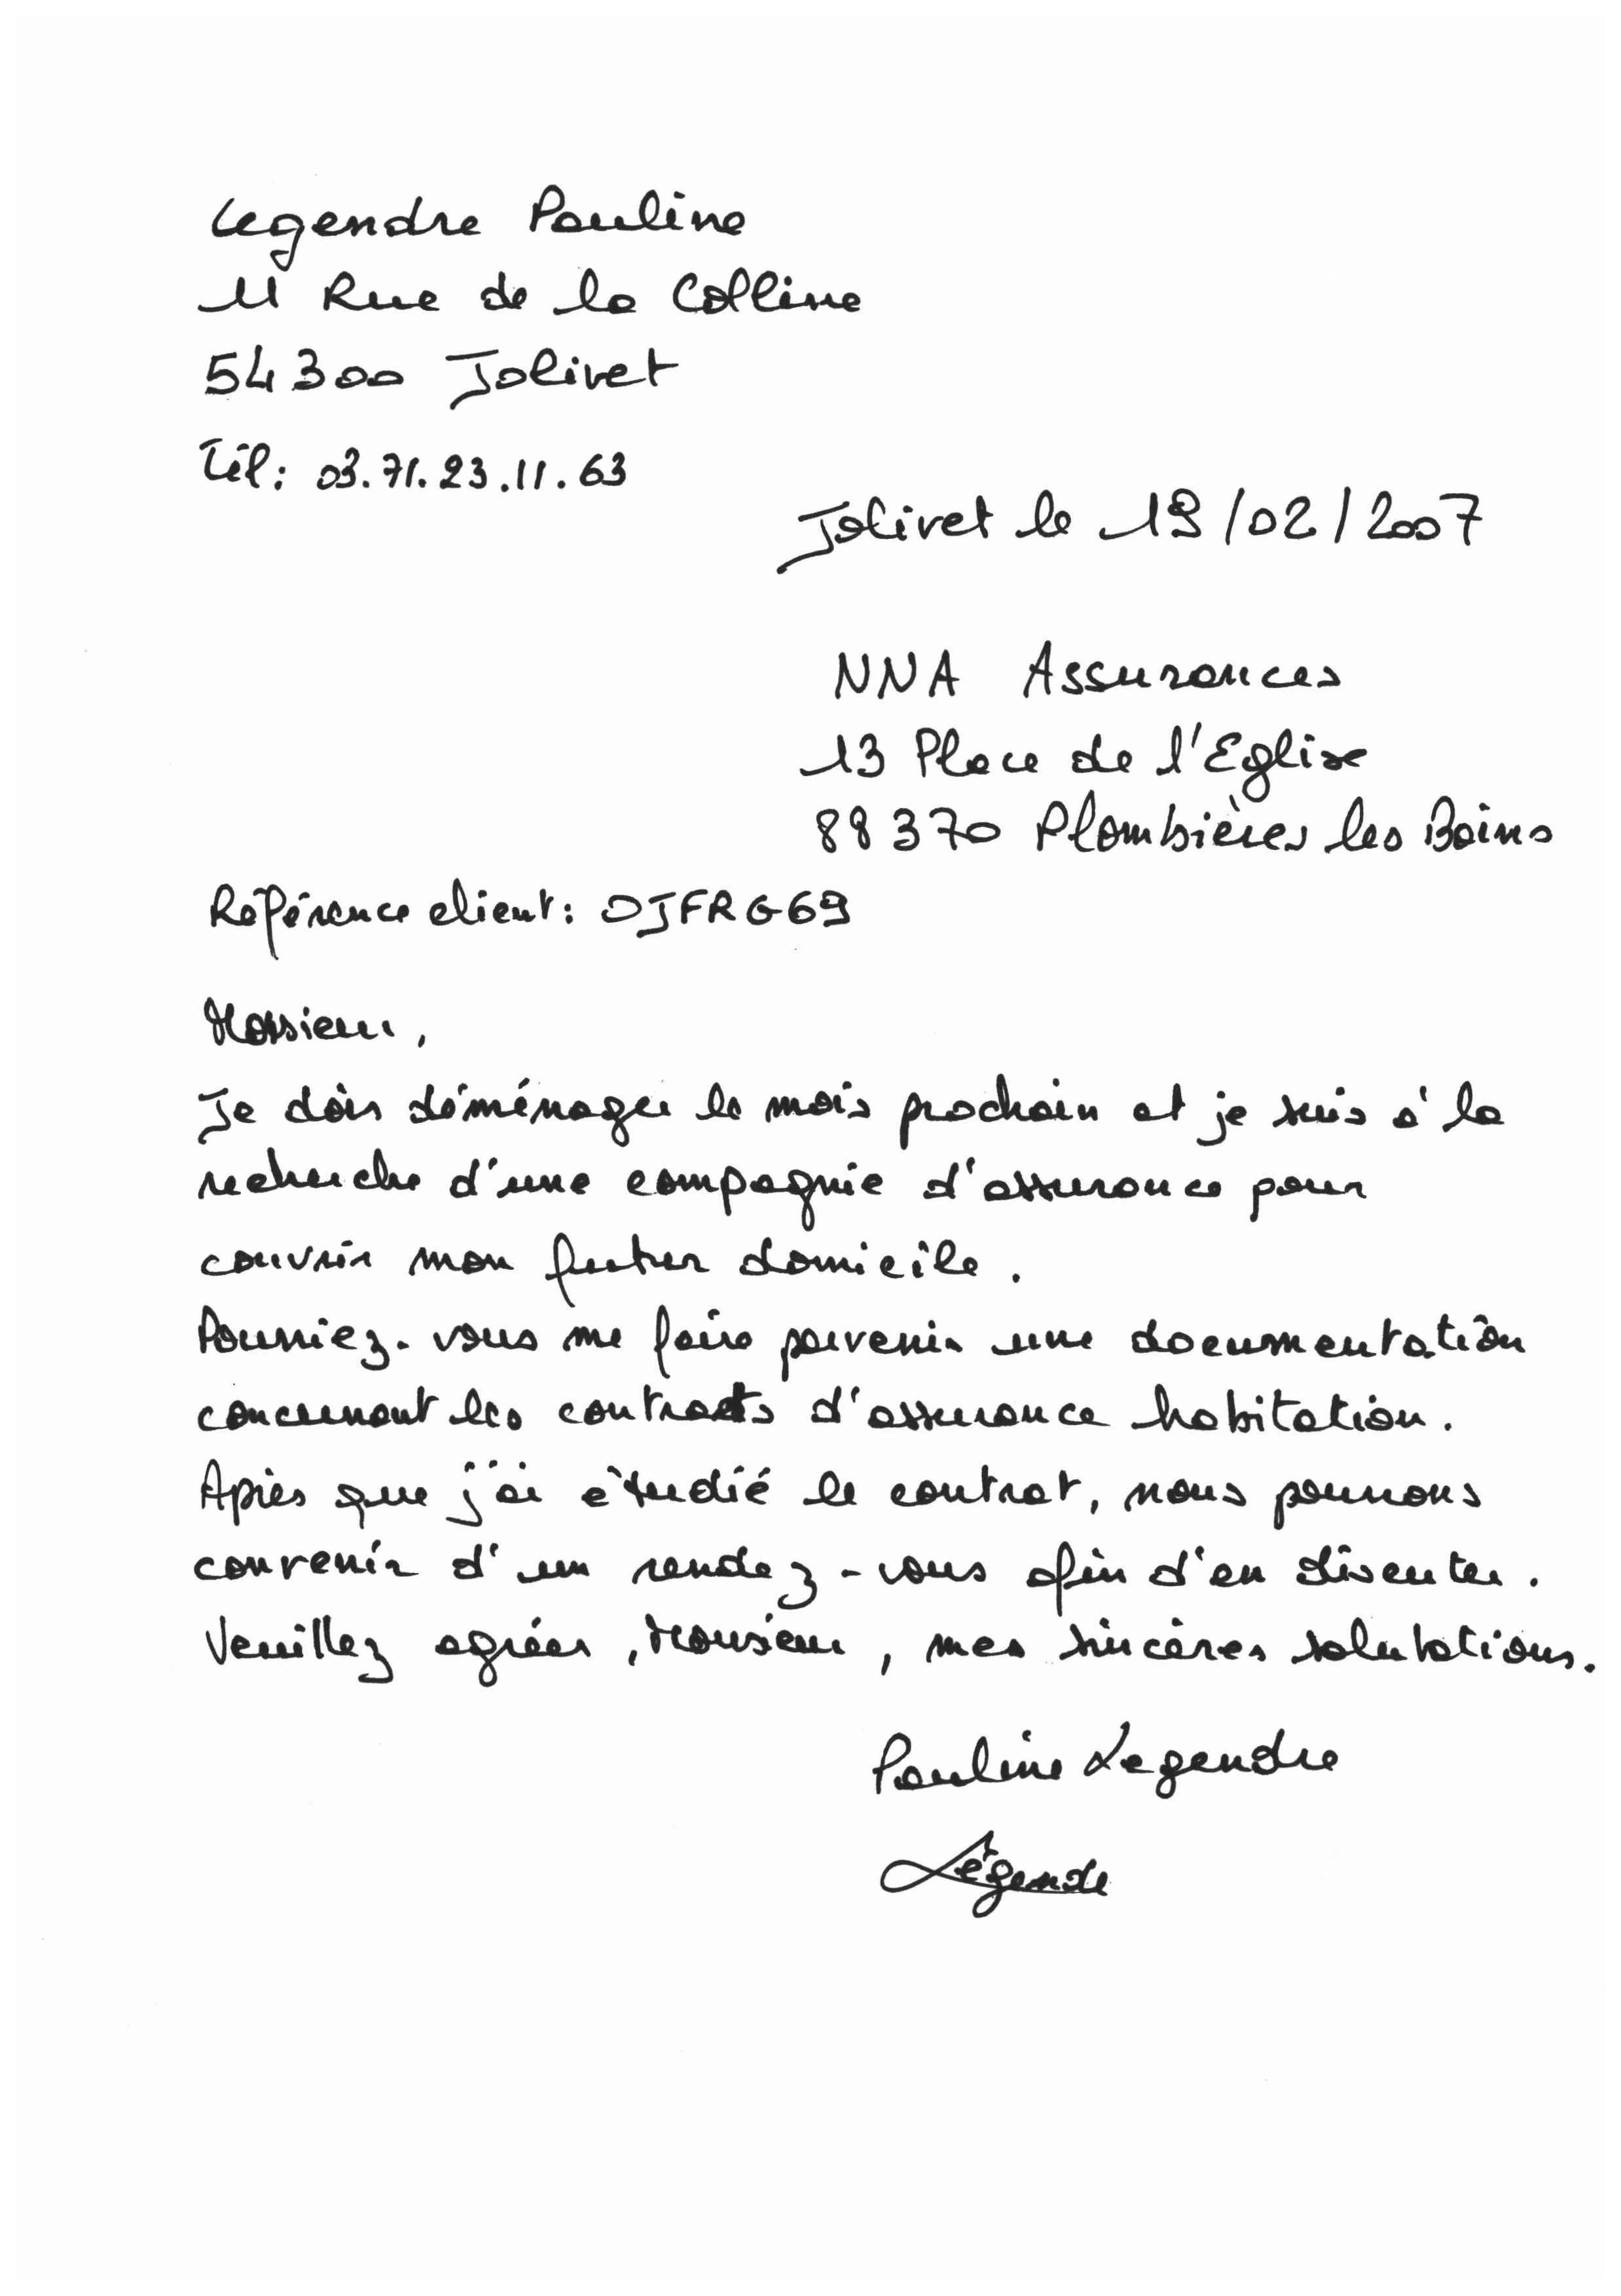 Legendre Pauline
11 Rue de la Colline
54300 Jolivet
Tél: 03.71.23.11.63
Jolivet le 19/02/2007
NNA Assurances
13 Place de l'Eglise
88370 Plombières les Bains
Référence client: OJFRG69
Monsieur,
Je dois déménager le mois prochain et je suis à la
recherche d'une compagnie d'assurance pour
couvrir mon futur domicile.
Pourriez-vous me faire parvenir une documentation
concernant les contrats d'assurance habitation.
Après que j'ai étudié le contrat, nous pourrons
convenir d'un rendez-vous afin d'en discuter.
Veuillez agréer, Monsieur, mes sincères salutations.
Pauline Legendre
Legendre